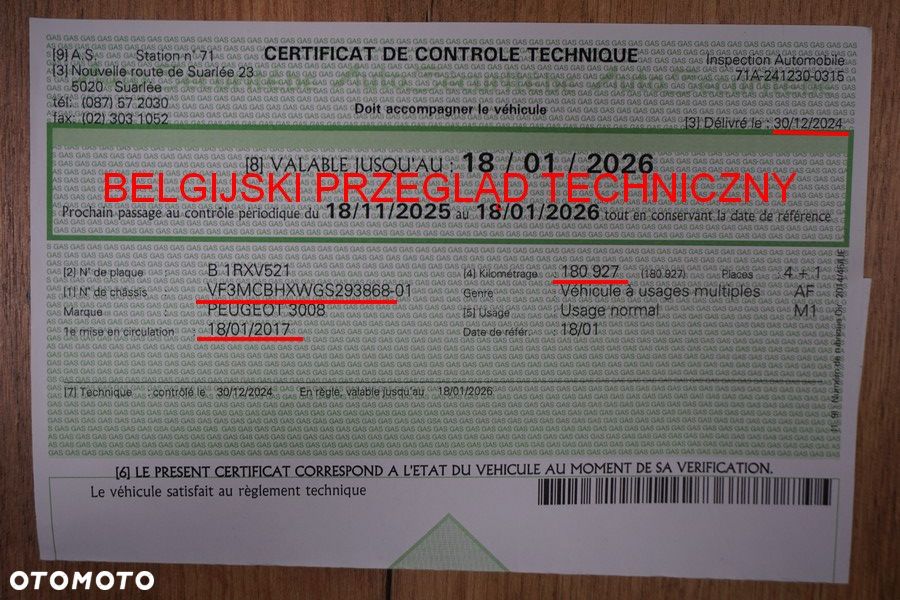 [9] A.S. Station n° 71 CERTIFICAT DE CONTROLE TECHNIQUE Inspection Automobile
[3] Nouvelle route de Suarlée 23 71A-241230-0315
5020 Suarlée
tél: (087) 57 2030 Doit accompagner le véhicule
fax. (02) 303 1052 [3] Délivré le : 30/12/2024
[8] VALABLE JUSQU'AU : 18 / 01 / 2026
BELGIJSKI PRZEGLĄD TECHNICZNY
Prochain passage au contrôle périodique du 18/11/2025 au 18/01/2026 tout en conservant la date de référence
[2] N° de plaque : B 1RXV521 [4] Kilométrage : 180 927 (180.927) Places : 4 + 1
[1] N° de châssis : VF3MCBHXWGS293868-01 Genre : Véhicule à usages multiples AF
Marque : PEUGEOT 3008 [5] Usage : Usage normal M1
1e mise en circulation : 18/01/2017 Date de référ. : 18/01
[7] Technique : contrôlé le 30/12/2024 En règle, valable jusqu'au 18/01/2026
[6] LE PRESENT CERTIFICAT CORRESPOND A L'ETAT DU VEHICULE AU MOMENT DE SA VERIFICATION.
Le véhicule satisfait au règlement technique
OTOMOTO